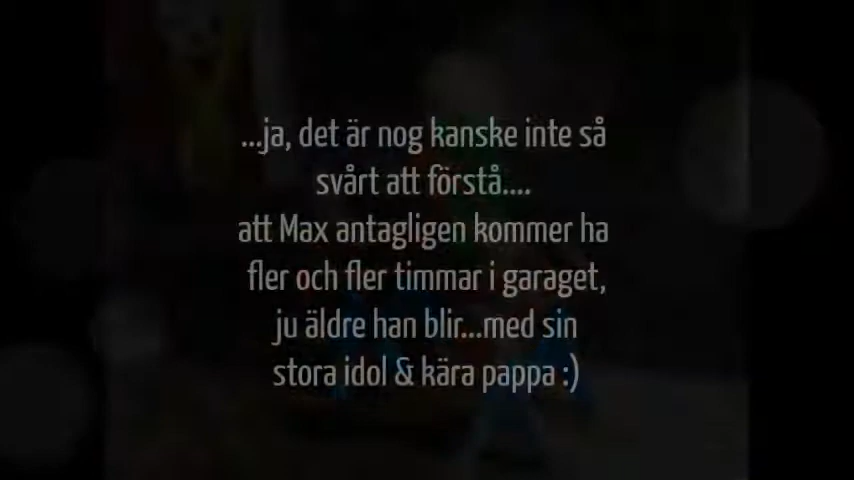 ...ja, det är nog kanske inte så
svårt att förstå....
att Max antagligen kommer ha
fler och fler timmar i garaget,
ju äldre han blir...med sin
stora idol & kära pappa :)